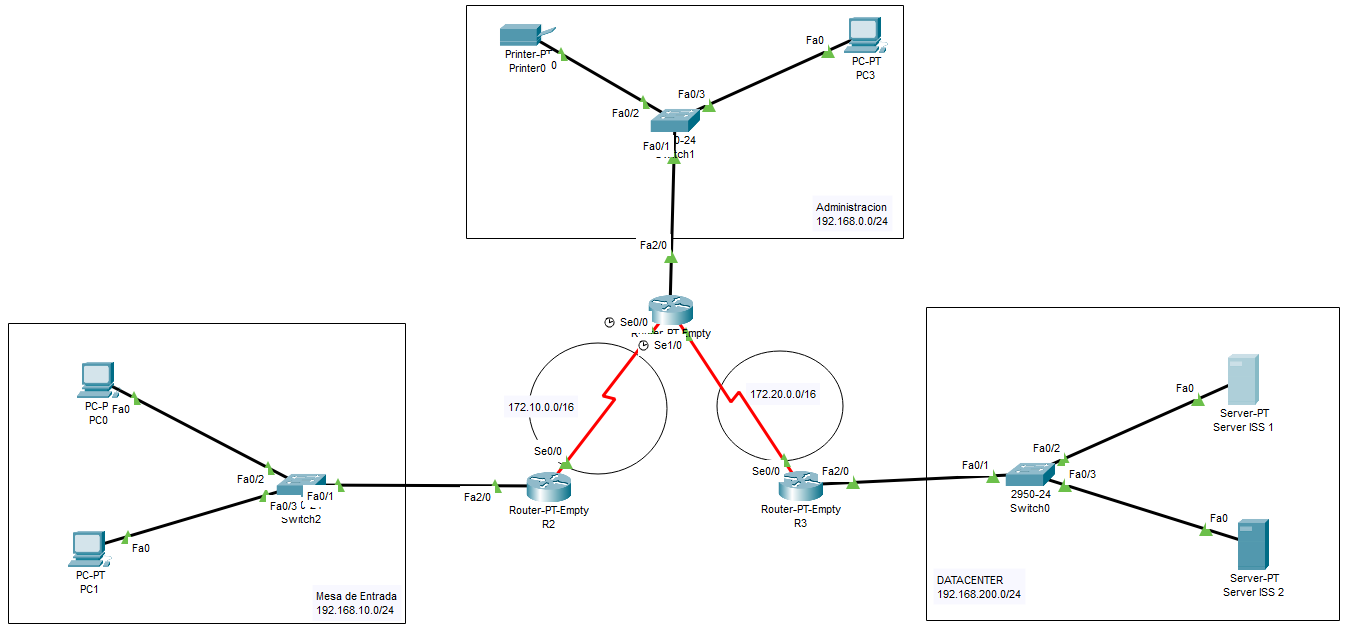 Printer-PT
Printer0
0
Fa0/2
Fa0/3
Fa0
PC-PT
PC3
0-24
Fa0/1
Administracion
192.168.0.0/24
Fa2/0
Se0/0
Se1/0
172.10.0.0/16
172.20.0.0/16
Se0/0
Fa2/0
Router-PT-Empty
R2
Se0/0
Fa2/0
Router-PT-Empty
R3
PC-P
Fa0
PC0
Fa0/2
Fa0/1
Fa0/3
Switch2
Fa0
PC-PT
PC1
Mesa de Entrada
192.168.10.0/24
Fa0
Server-PT
Server ISS 1
Fa0/1
Fa0/2
Fa0/3
2950-24
Switch0
Fa0
Server-PT
Server ISS 2
DATACENTER
192.168.200.0/24